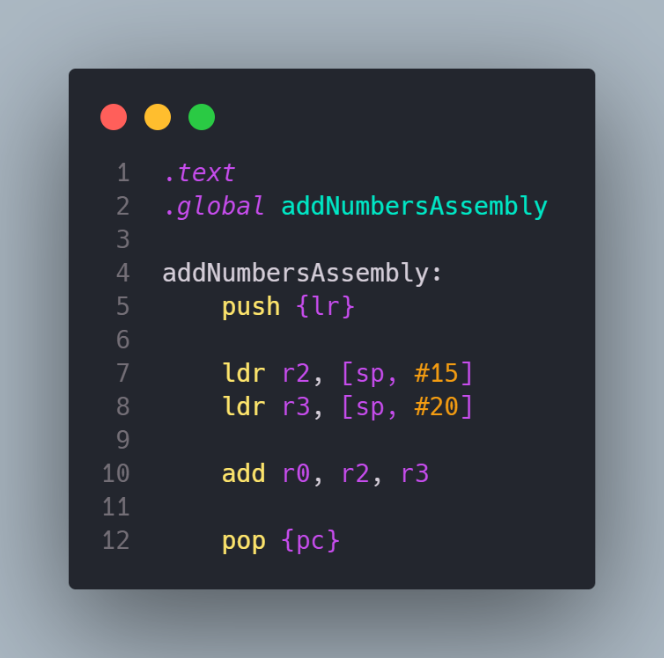 1 .text
2 .global addNumbersAssembly
3
4 addNumbersAssembly:
5     push {lr}
6
7     ldr r2, [sp, #15]
8     ldr r3, [sp, #20]
9
10     add r0, r2, r3
11
12     pop {pc}